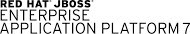 RED HAT® JBOSS®
ENTERPRISE
APPLICATION PLATFORM 7